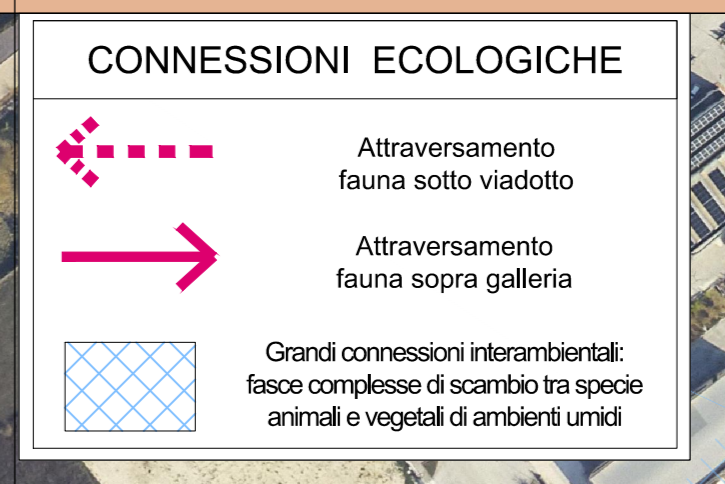 CONNESSIONI ECOLOGICHE
Attraversamento
fauna sotto viadotto
Attraversamento
fauna sopra galleria
Grandi connessioni interambientali:
fasce complesse di scambio tra specie
animali e vegetali di ambienti umidi